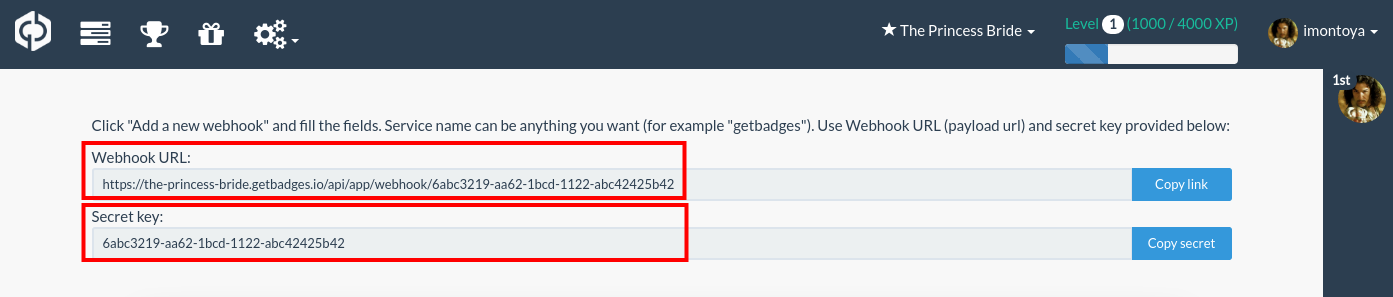 The Princess Bride
Level 1 (1000 / 4000 XP)
imontoya
1st
Click "Add a new webhook" and fill the fields. Service name can be anything you want (for example "getbadges"). Use Webhook URL (payload url) and secret key provided below:
Webhook URL:
https://the-princess-bride.getbadges.io/api/app/webhook/6abc3219-aa62-1bcd-1122-abc42425b42
Copy link
Secret key:
6abc3219-aa62-1bcd-1122-abc42425b42
Copy secret